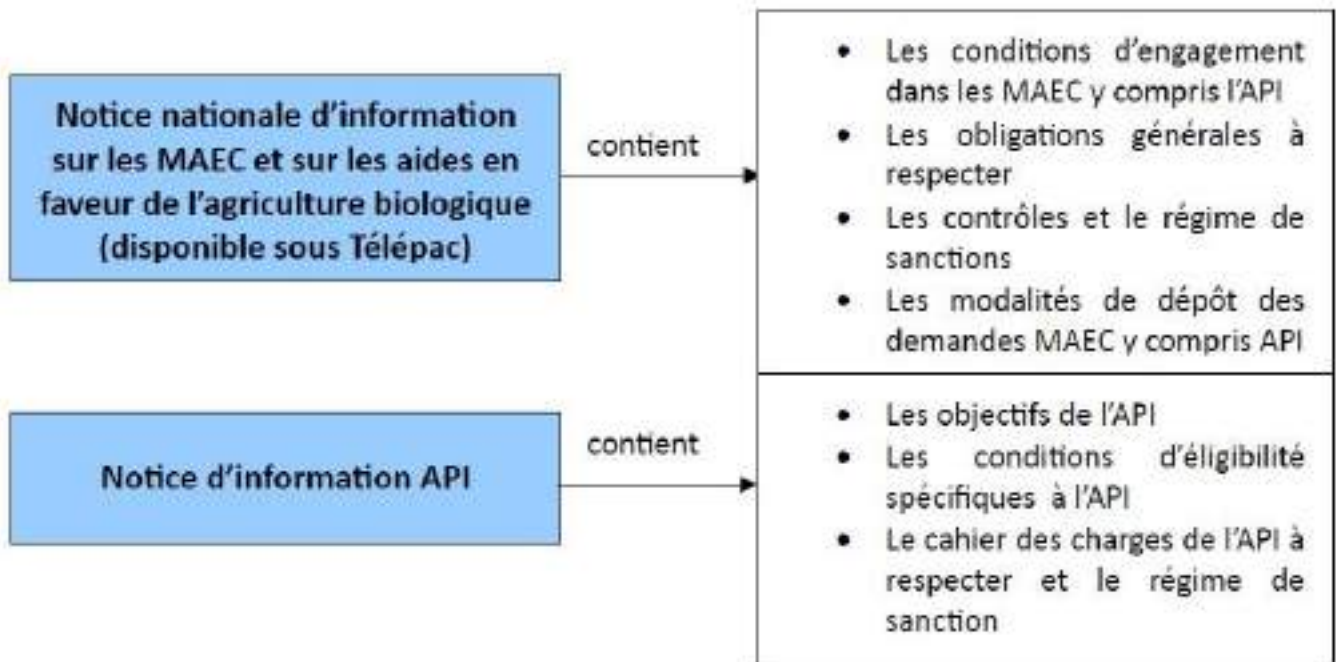 Notice nationale d'information
sur les MAEC et sur les aides en
faveur de l'agriculture biologique
(disponible sous Télépac)
contient
• Les conditions d'engagement
dans les MAEC y compris l'API
• Les obligations générales à
respecter
• Les contrôles et le régime de
sanctions
• Les modalités de dépôt des
demandes MAEC y compris API
Notice d'information API
contient
• Les objectifs de l'API
• Les conditions d'éligibilité
spécifiques à l'API
• Le cahier des charges de l'API à
respecter et le régime de
sanction